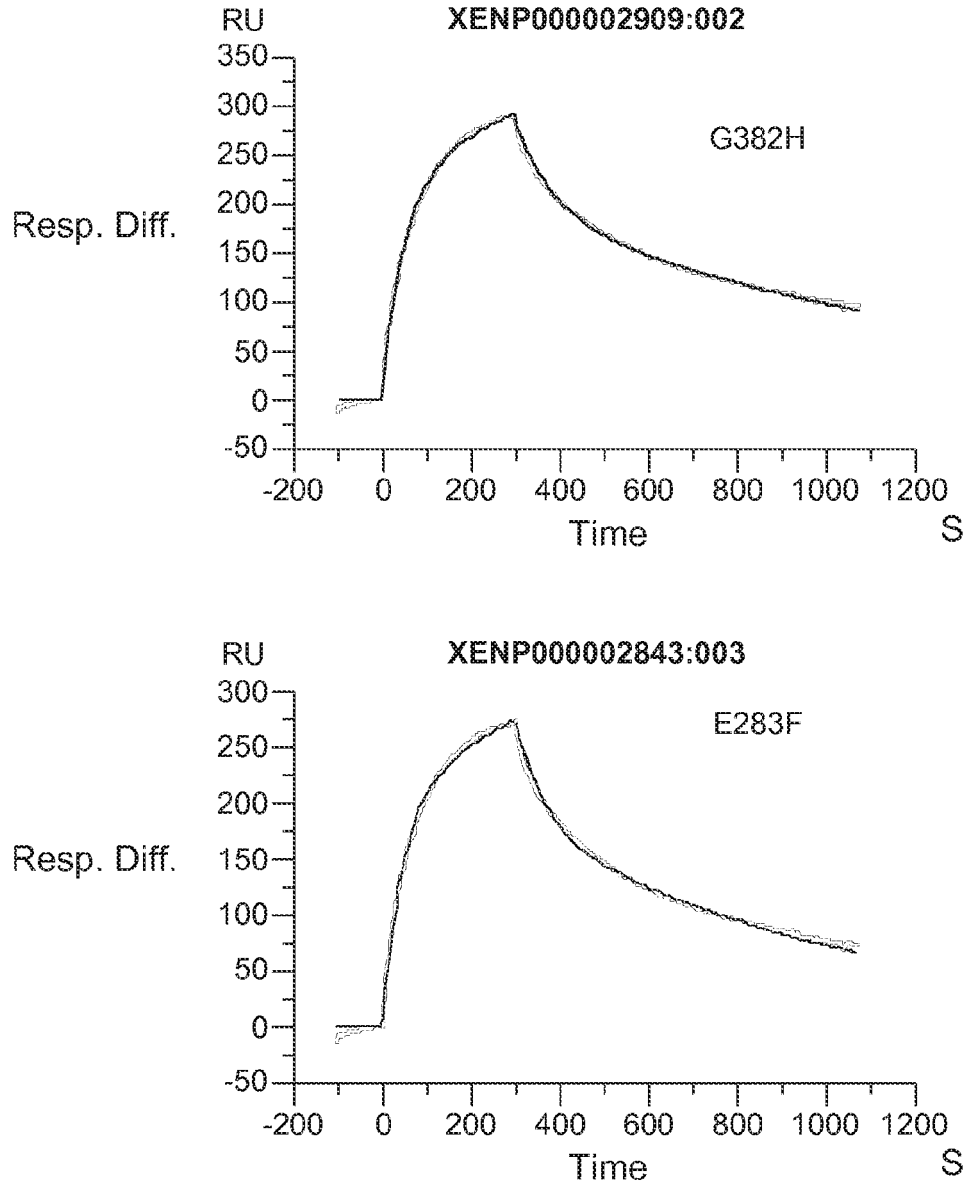 RU XENP000002909:002
350
300
G382H
250
Resp. Diff. 200
150
100
50
0
-50
-200 0 200 400 600 800 1000 1200
Time S
RU XENP000002843:003
300
E283F
250
200
Resp. Diff. 150
100
50
0
-50
-200 0 200 400 600 800 1000 1200
Time S